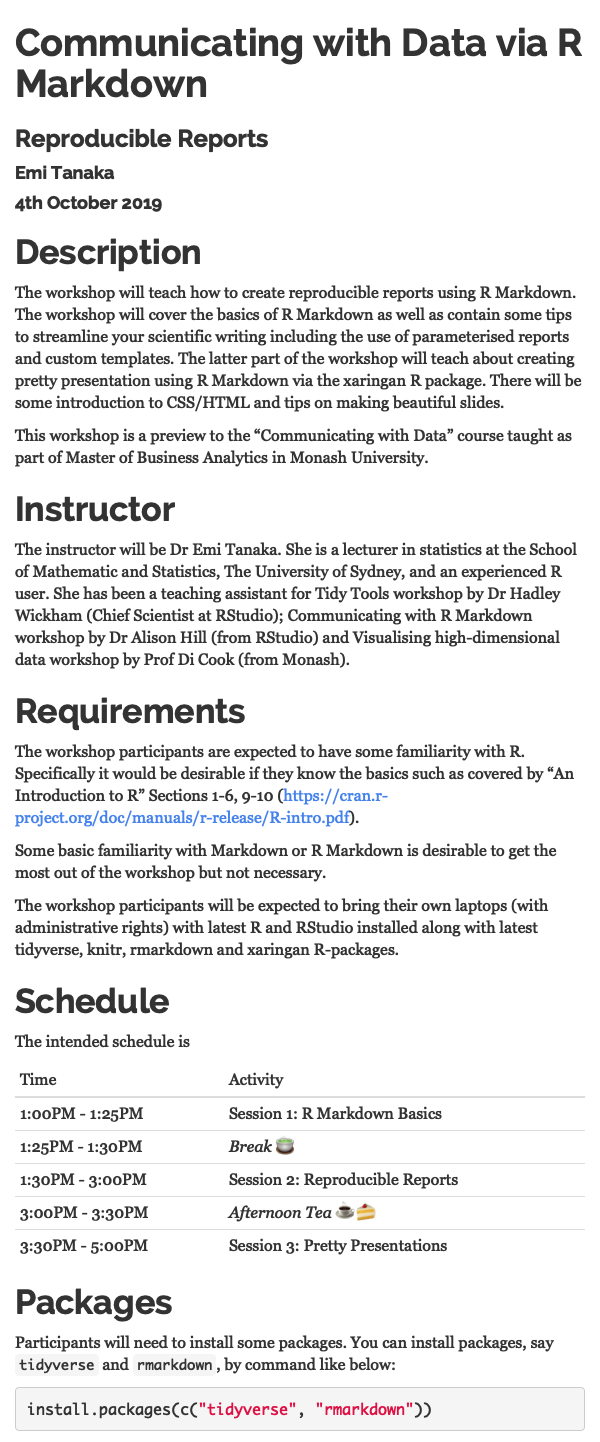 Communicating with Data via R
Markdown
Reproducible Reports
Emi Tanaka
4th October 2019
Description
The workshop will teach how to create reproducible reports using R Markdown.
The workshop will cover the basics of R Markdown as well as contain some tips
to streamline your scientific writing including the use of parameterised reports
and custom templates. The latter part of the workshop will teach about creating
pretty presentation using R Markdown via the xaringan R package. There will be
some introduction to CSS/HTML and tips on making beautiful slides.
This workshop is a preview to the “Communicating with Data” course taught as
part of Master of Business Analytics in Monash University.
Instructor
The instructor will be Dr Emi Tanaka. She is a lecturer in statistics at the School
of Mathematic and Statistics, The University of Sydney, and an experienced R
user. She has been a teaching assistant for Tidy Tools workshop by Dr Hadley
Wickham (Chief Scientist at RStudio); Communicating with R Markdown
workshop by Dr Alison Hill (from RStudio) and Visualising high-dimensional
data workshop by Prof Di Cook (from Monash).
Requirements
The workshop participants are expected to have some familiarity with R.
Specifically it would be desirable if they know the basics such as covered by “An
Introduction to R” Sections 1-6, 9-10 (https://cran.r-
project.org/doc/manuals/r-release/R-intro.pdf).
Some basic familiarity with Markdown or R Markdown is desirable to get the
most out of the workshop but not necessary.
The workshop participants will be expected to bring their own laptops (with
administrative rights) with latest R and RStudio installed along with latest
tidyverse, knitr, rmarkdown and xaringan R-packages.
Schedule
The intended schedule is
Time Activity
1:00PM - 1:25PM Session 1: R Markdown Basics
1:25PM - 1:30PM Break 🍵
1:30PM - 3:00PM Session 2: Reproducible Reports
3:00PM - 3:30PM Afternoon Tea ☕🍰
3:30PM - 5:00PM Session 3: Pretty Presentations
Packages
Participants will need to install some packages. You can install packages, say
tidyverse and rmarkdown, by command like below:
install.packages(c("tidyverse", "rmarkdown"))